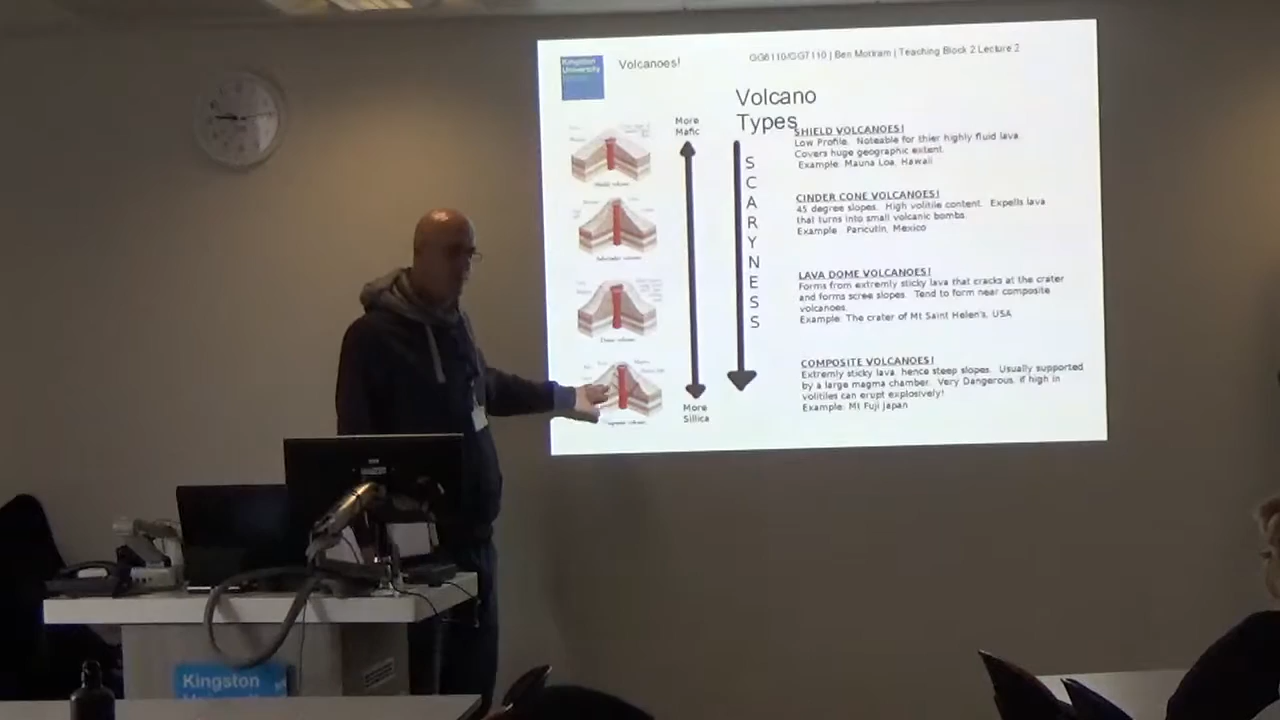 Kingston
University
Volcanoes!
GG6110/GG7110 | Ben Mottram | Teaching Block 2 Lecture 2
Volcano
Types
More
Mafic
S
C
A
R
Y
N
E
S
S
More
Sillica
SHIELD VOLCANOES!
Low Profile. Noteable for thier highly fluid lava.
Covers huge geographic extent.
Example: Mauna Loa, Hawaii
CINDER CONE VOLCANOES!
45 degree slopes. High volitile content. Expells lava
that turns into small volcanic bombs.
Example: Paricutin, Mexico
LAVA DOME VOLCANOES!
Forms from extremly sticky lava that cracks at the crater
and forms scree slopes. Tend to form near composite
volcanoes.
Example: The crater of Mt Saint Helen's, USA
COMPOSITE VOLCANOES!
Extremly sticky lava, hence steep slopes. Usually supported
by a large magma chamber. Very Dangerous, if high in
volitiles can erupt explosively!
Example: Mt Fuji Japan
Shield volcano
Dome volcano
Kingston